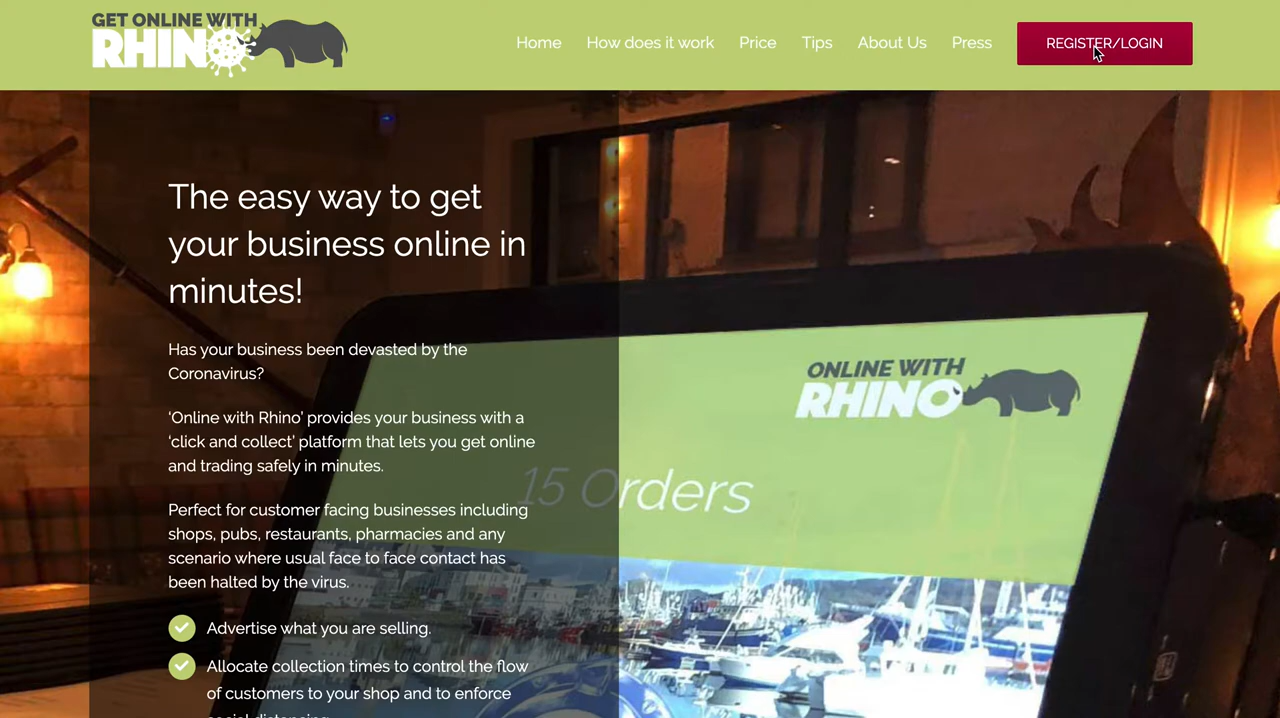 GET ONLINE WITH
RHINO
Home How does it work Price Tips About Us Press REGISTER/LOGIN
The easy way to get
your business online in
minutes!
Has your business been devasted by the
Coronavirus?
‘Online with Rhino’ provides your business with a
‘click and collect’ platform that lets you get online
and trading safely in minutes.
Perfect for customer facing businesses including
shops, pubs, restaurants, pharmacies and any
scenario where usual face to face contact has
been halted by the virus.
Advertise what you are selling.
Allocate collection times to control the flow
of customers to your shop and to enforce
social distancing.
ONLINE WITH
RHINO
15 Orders